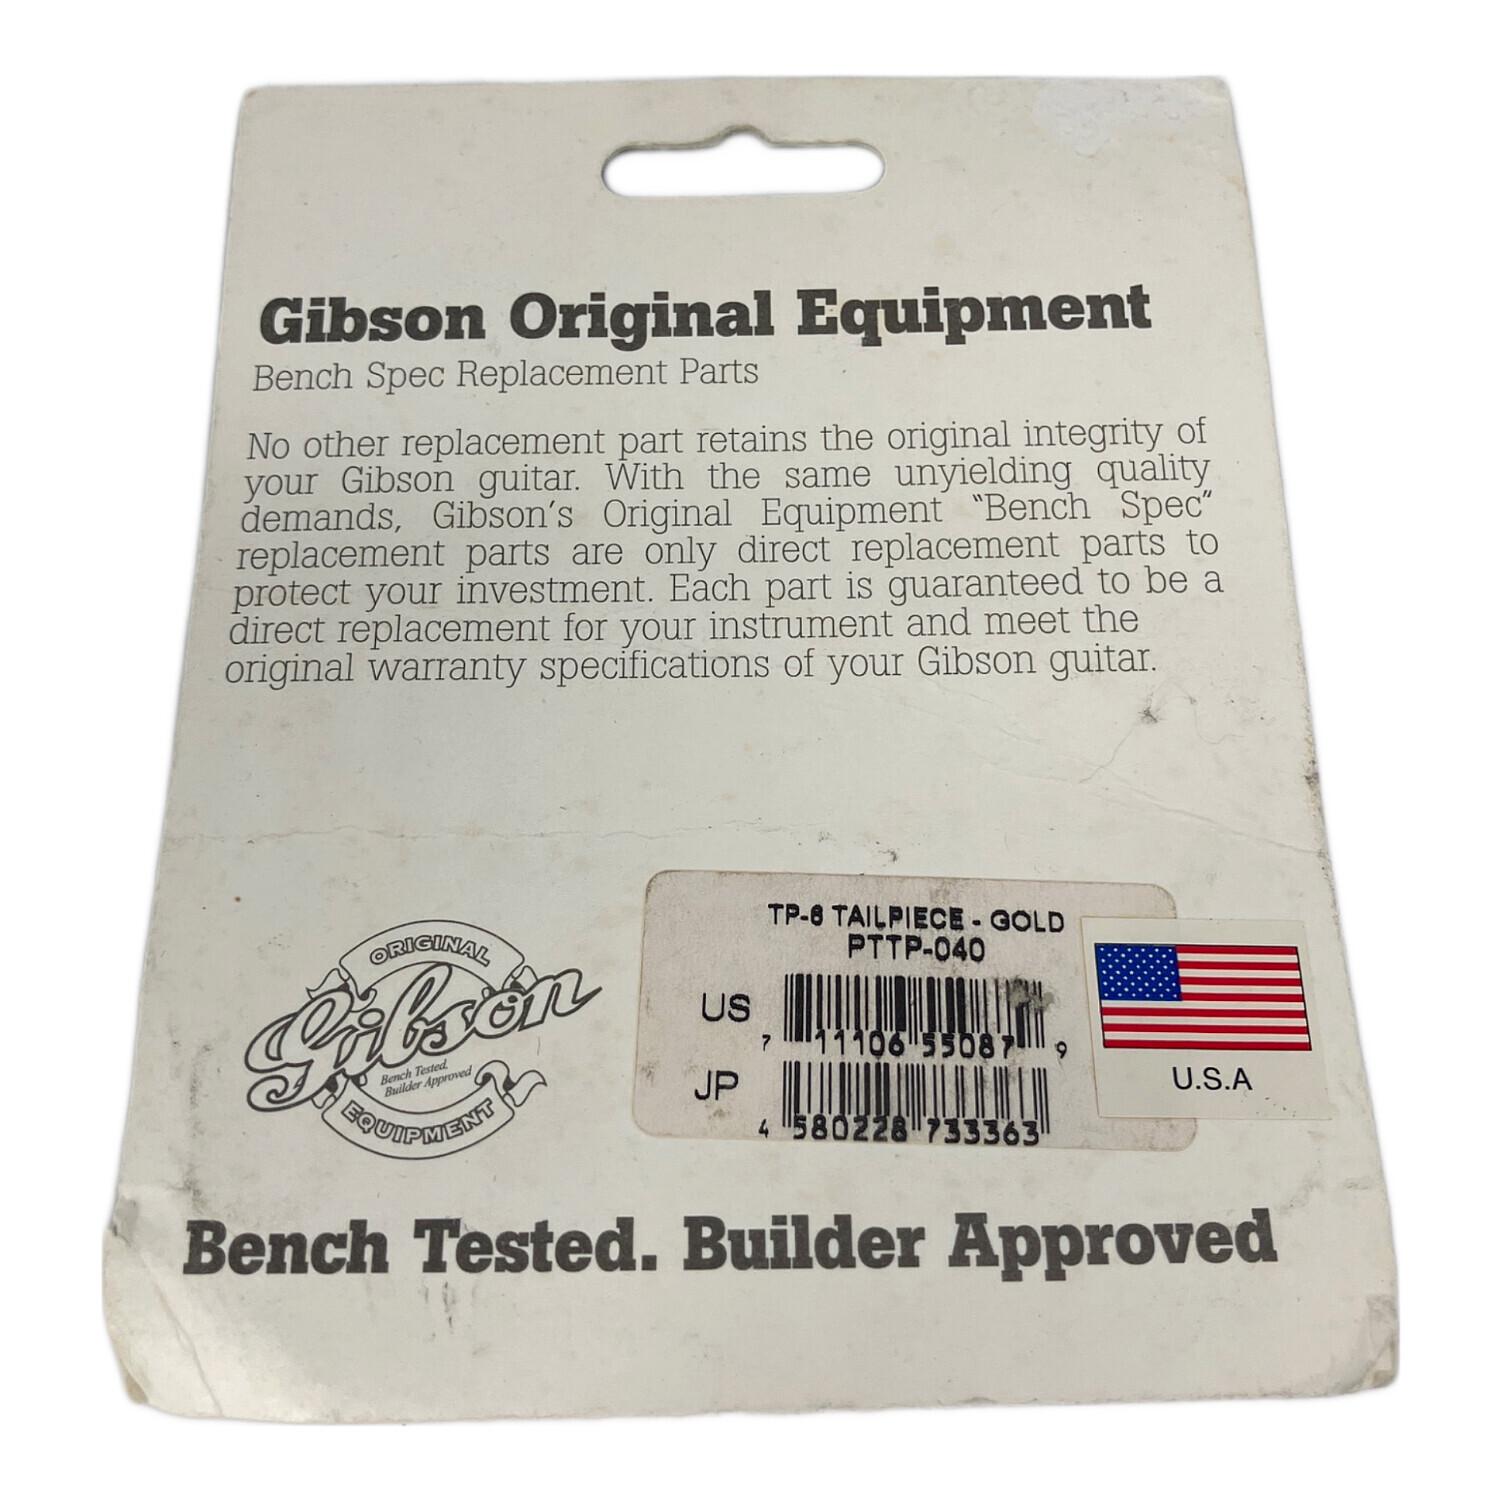 Gibson Original Equipment
Bench Spec Replacement Parts
No other replacement part retains the original integrity of
your Gibson guitar. With the same unyielding quality
demands, Gibson's Original Equipment "Bench Spec"
replacement parts are only direct replacement parts to
protect your investment. Each part is guaranteed to be a
direct replacement for your instrument and meet the
original warranty specifications of your Gibson guitar.
ORIGINAL
Gibson
Bench Tested.
Builder Approved
EQUIPMENT
TP-6 TAILPIECE - GOLD
PTTP-040
US
7 11106 55087 9
JP
4 580228 733363
U.S.A
Bench Tested. Builder Approved